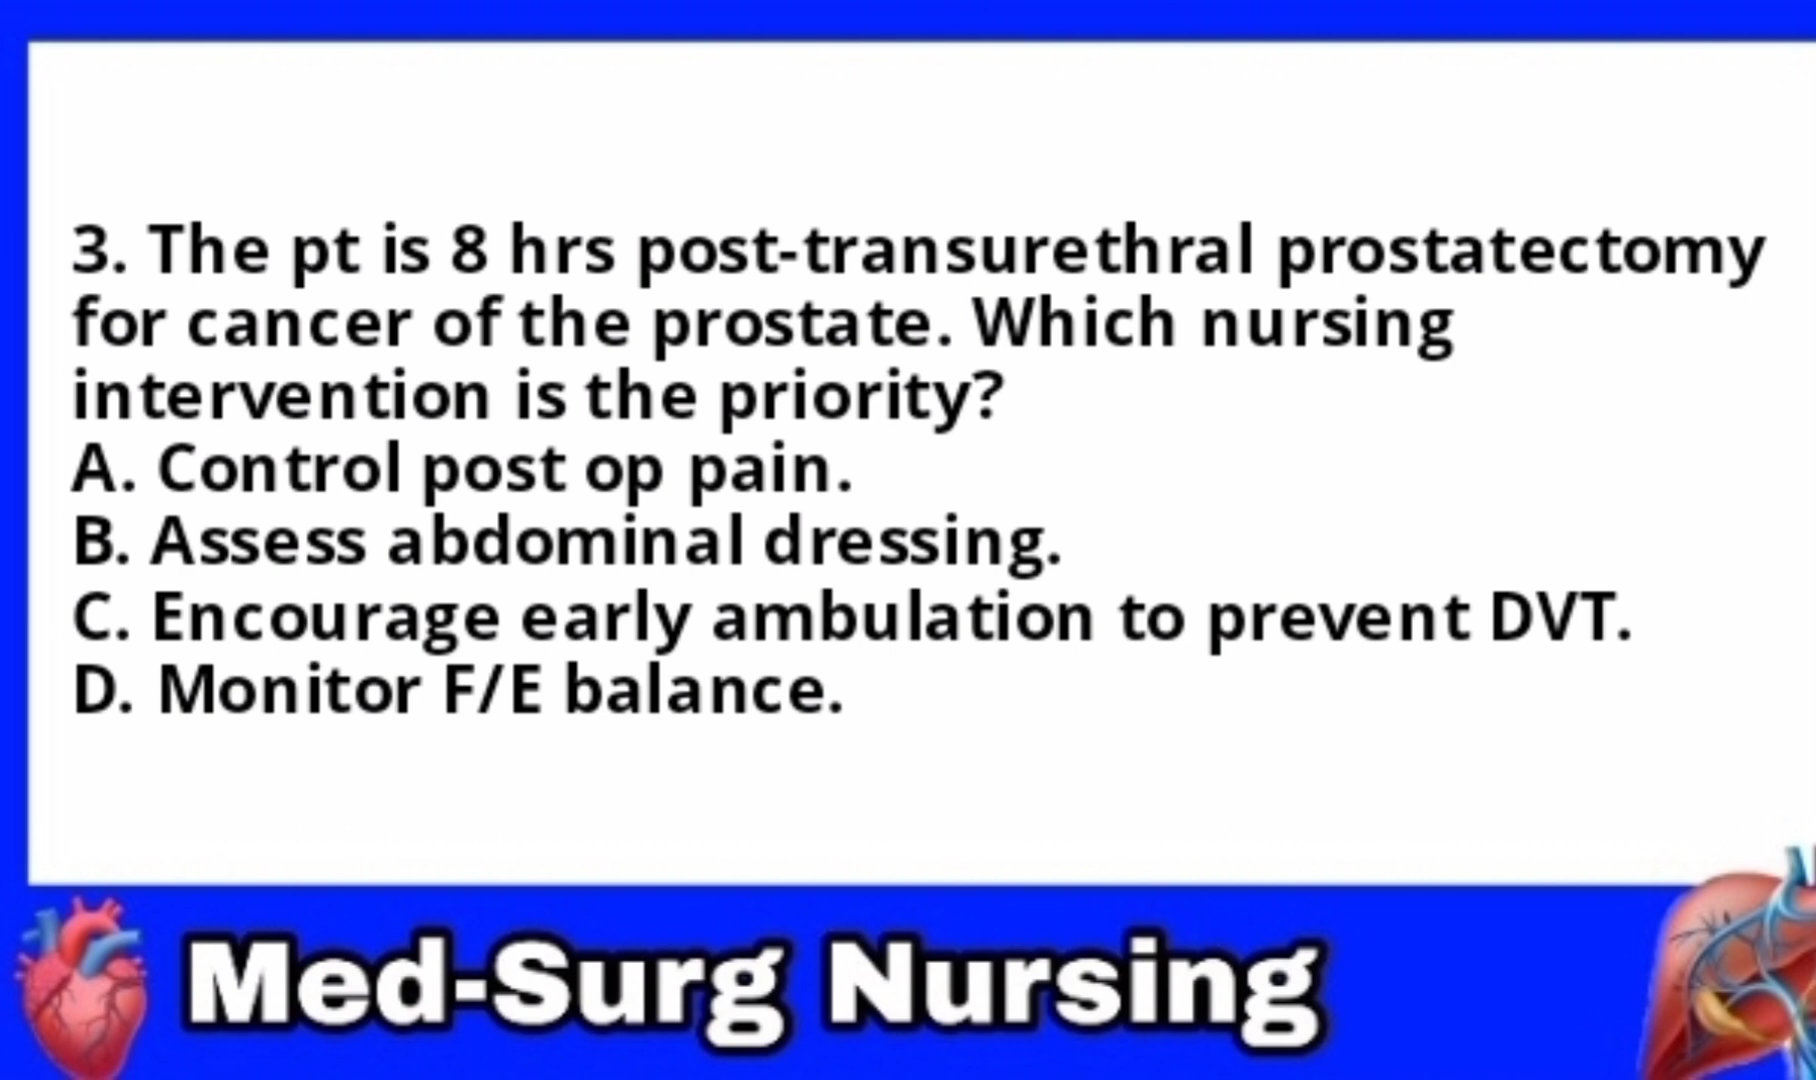 3. The pt is 8 hrs post-transurethral prostatectomy
for cancer of the prostate. Which nursing
intervention is the priority?
A. Control post op pain.
B. Assess abdominal dressing.
C. Encourage early ambulation to prevent DVT.
D. Monitor F/E balance.
Med-Surg Nursing